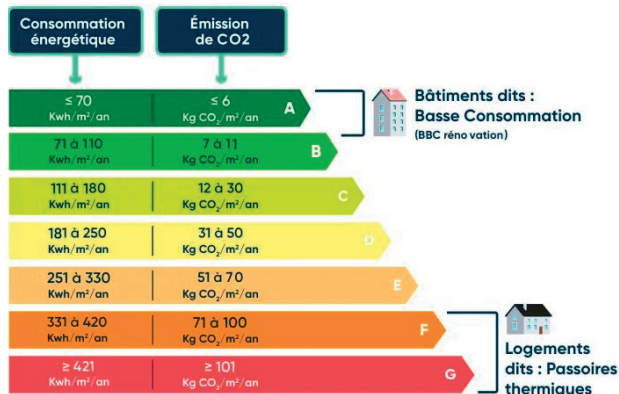 Consommation
énergétique
Émission
de CO2
≤ 70
Kwh/m²/an
≤ 6
Kg CO₂/m²/an
A
71 à 110
Kwh/m²/an
7 à 11
Kg CO₂/m²/an
B
111 à 180
Kwh/m²/an
12 à 30
Kg CO₂/m²/an
C
181 à 250
Kwh/m²/an
31 à 50
Kg CO₂/m²/an
D
251 à 330
Kwh/m²/an
51 à 70
Kg CO₂/m²/an
E
331 à 420
Kwh/m²/an
71 à 100
Kg CO₂/m²/an
F
≥ 421
Kwh/m²/an
≥ 101
Kg CO₂/m²/an
G
Bâtiments dits :
Basse Consommation
(BBC réno vation)
Logements
dits : Passoires
thermiques